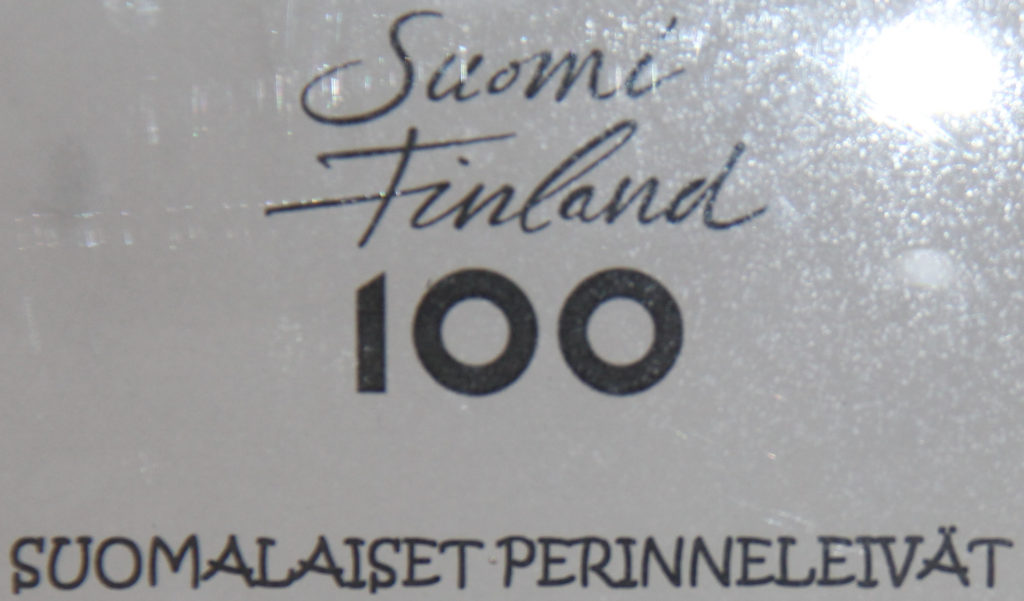 Suomi
Finland
100
SUOMALAISET PERINNELEIVÄT